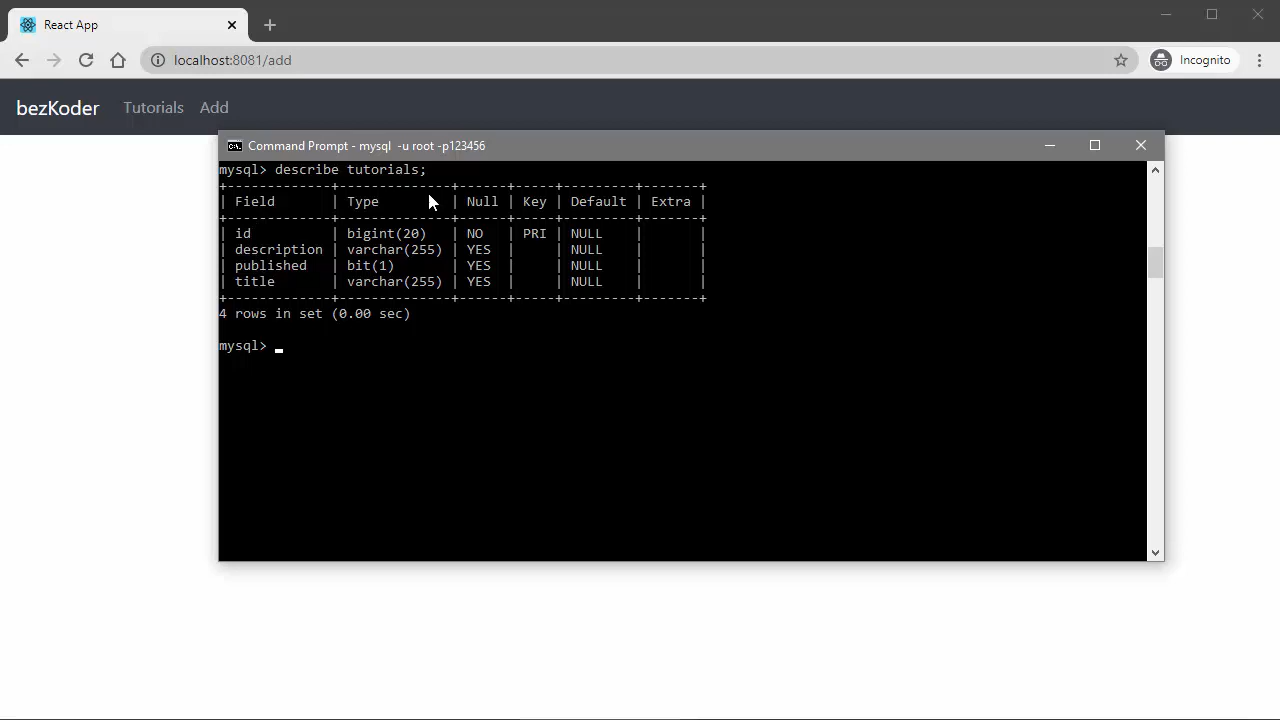 React App
localhost:8081/add
Incognito
bezKoder Tutorials Add
Command Prompt - mysql -u root -p123456
mysql> describe tutorials;
+-------------+--------------+------+-----+---------+-------+
| Field       | Type         | Null | Key | Default | Extra |
+-------------+--------------+------+-----+---------+-------+
| id          | bigint(20)   | NO   | PRI | NULL    |       |
| description | varchar(255) | YES  |     | NULL    |       |
| published   | bit(1)       | YES  |     | NULL    |       |
| title       | varchar(255) | YES  |     | NULL    |       |
+-------------+--------------+------+-----+---------+-------+
4 rows in set (0.00 sec)
mysql>